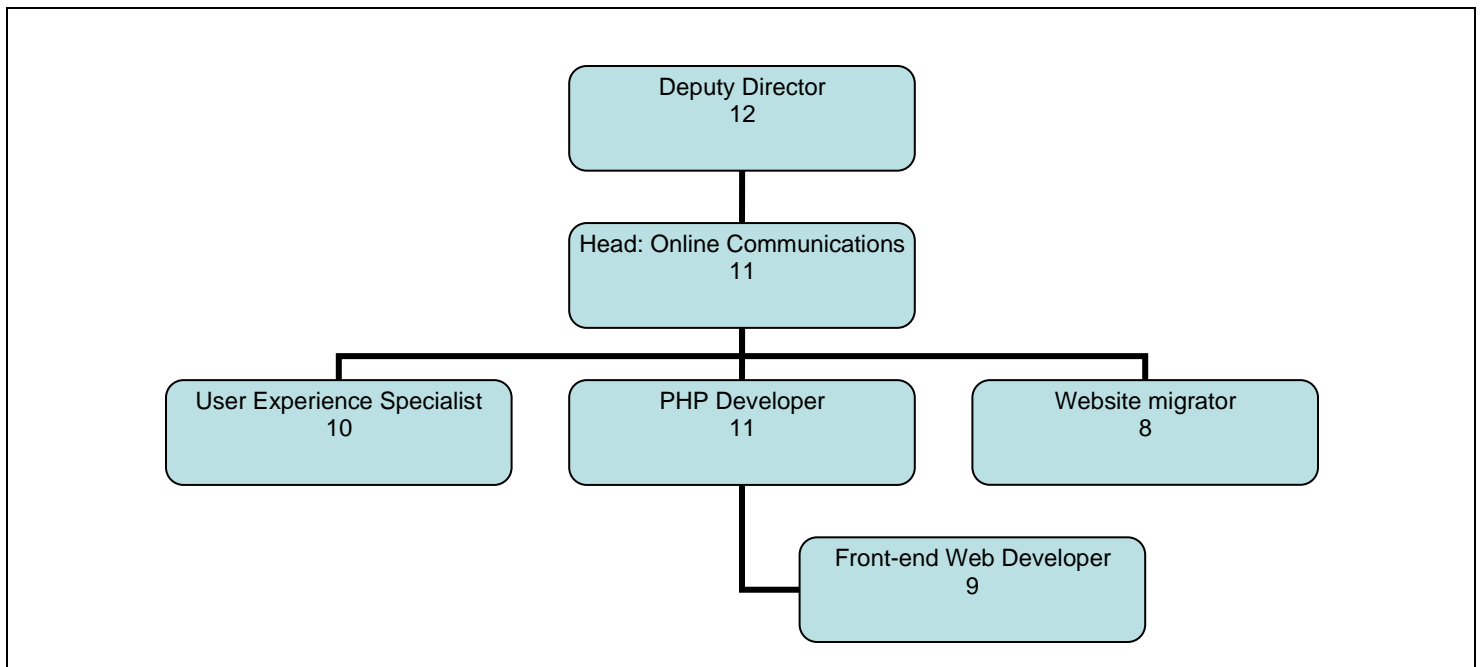 Deputy Director
12
Head: Online Communications
11
User Experience Specialist
10
PHP Developer
11
Website migrator
8
Front-end Web Developer
9